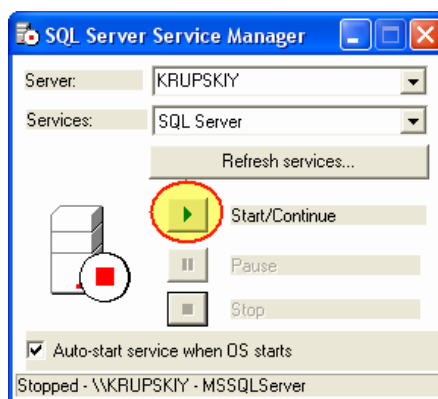 SQL Server Service Manager
Server: KRUPSKIY
Services: SQL Server
Refresh services...
Start/Continue
Pause
Stop
Auto-start service when OS starts
Stopped - \\KRUPSKIY - MSSQLServer